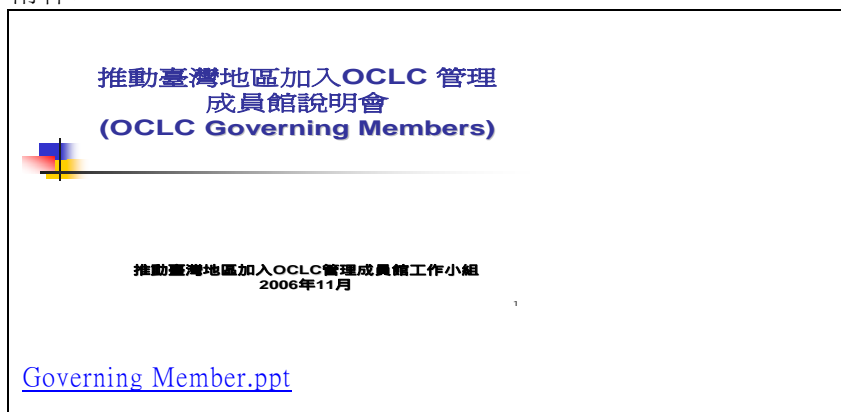 推動臺灣地區加入OCLC 管理
成員館說明會
(OCLC Governing Members)
推動臺灣地區加入OCLC管理成員館工作小組
2006年11月
1
Governing Member.ppt